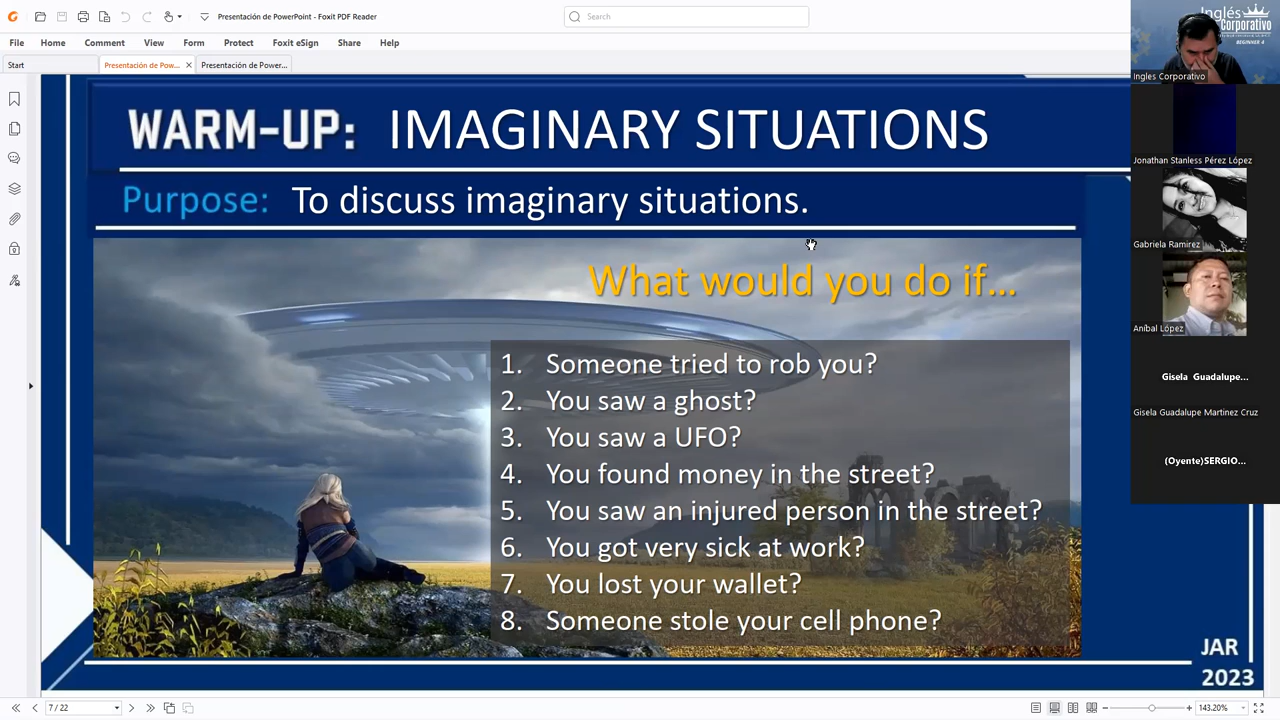 Presentación de PowerPoint - Foxit PDF Reader
Search
File Home Comment View Form Protect Foxit eSign Share Help
Start
Presentación de Pow...
Presentación de Power...
WARM-UP: IMAGINARY SITUATIONS
Purpose: To discuss imaginary situations.
What would you do if...
1. Someone tried to rob you?
2. You saw a ghost?
3. You saw a UFO?
4. You found money in the street?
5. You saw an injured person in the street?
6. You got very sick at work?
7. You lost your wallet?
8. Someone stole your cell phone?
JAR
2023
Inglés
Corporativo
BEGINNER 4
Ingles Corporativo
Jonathan Stanless Pérez López
Gabriela Ramirez
Aníbal López
Gisela Guadalupe...
Gisela Guadalupe Martinez Cruz
(Oyente)SERGIO...
7 / 22
143.20%